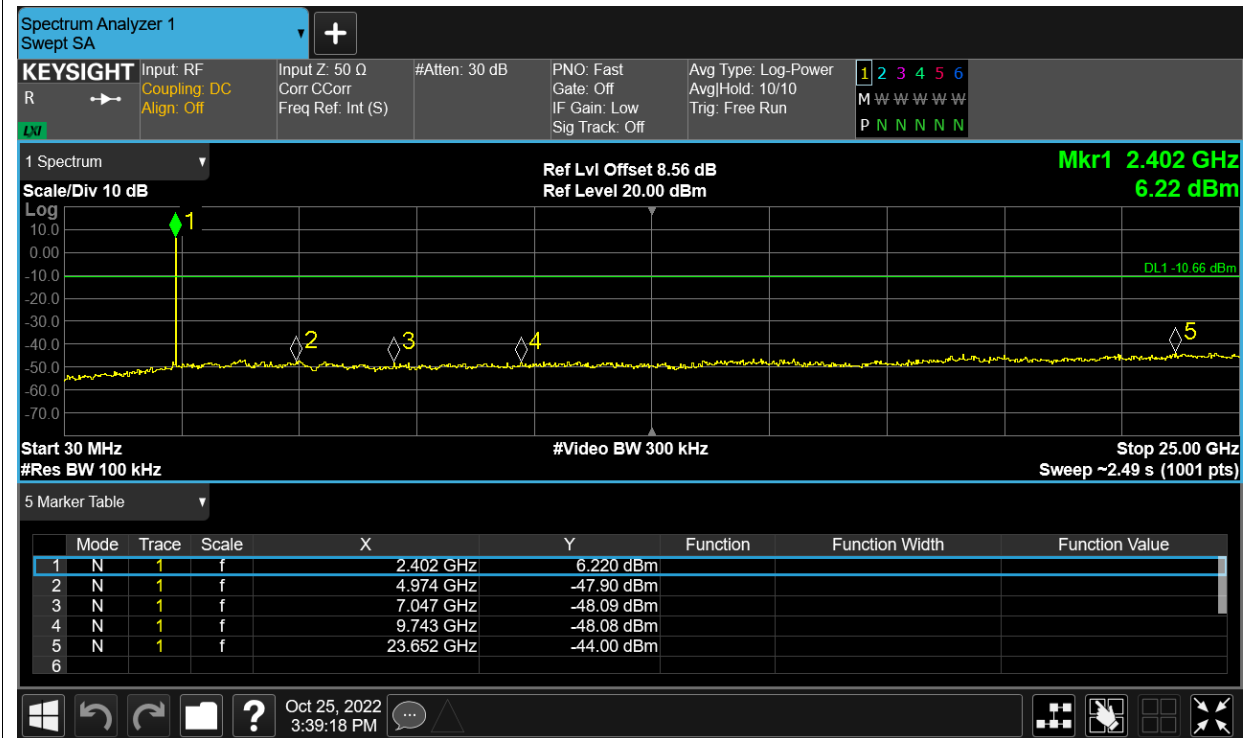 Spectrum Analyzer 1
Swept SA
+
KEYSIGHT
R
LXI
Input: RF
Coupling: DC
Align: Off
Input Z: 50 Ω
Corr CCorr
Freq Ref: Int (S)
#Atten: 30 dB
PNO: Fast
Gate: Off
IF Gain: Low
Sig Track: Off
Avg Type: Log-Power
Avg|Hold: 10/10
Trig: Free Run
1 2 3 4 5 6
M W W W W W
P N N N N N
1 Spectrum
Scale/Div 10 dB
Ref Lvl Offset 8.56 dB
Ref Level 20.00 dBm
Mkr1 2.402 GHz
6.22 dBm
Log
10.0
0.00
-10.0
-20.0
-30.0
-40.0
-50.0
-60.0
-70.0
1
2
3
4
5
DL1 -10.66 dBm
Start 30 MHz
#Video BW 300 kHz
Stop 25.00 GHz
#Res BW 100 kHz
Sweep ~2.49 s (1001 pts)
5 Marker Table
Mode Trace Scale X Y Function Function Width Function Value
1 N 1 f 2.402 GHz 6.220 dBm
2 N 1 f 4.974 GHz -47.90 dBm
3 N 1 f 7.047 GHz -48.09 dBm
4 N 1 f 9.743 GHz -48.08 dBm
5 N 1 f 23.652 GHz -44.00 dBm
6
?
Oct 25, 2022
3:39:18 PM